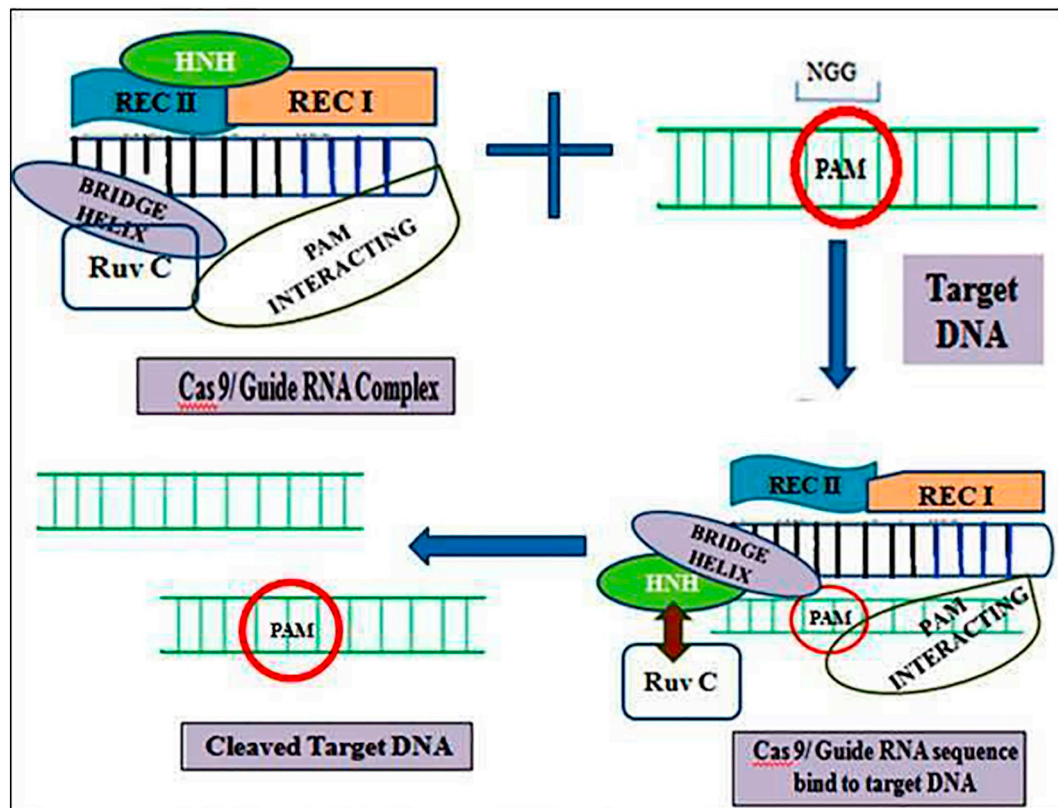 HNH
REC II
REC I
BRIDGE
HELIX
Ruv C
PAM
INTERACTING
Cas 9/ Guide RNA Complex
NGG
PAM
Target
DNA
REC II
REC I
BRIDGE
HELIX
HNH
PAM
PAM
INTERACTING
Ruv C
Cas 9/ Guide RNA sequence
bind to target DNA
PAM
Cleaved Target DNA